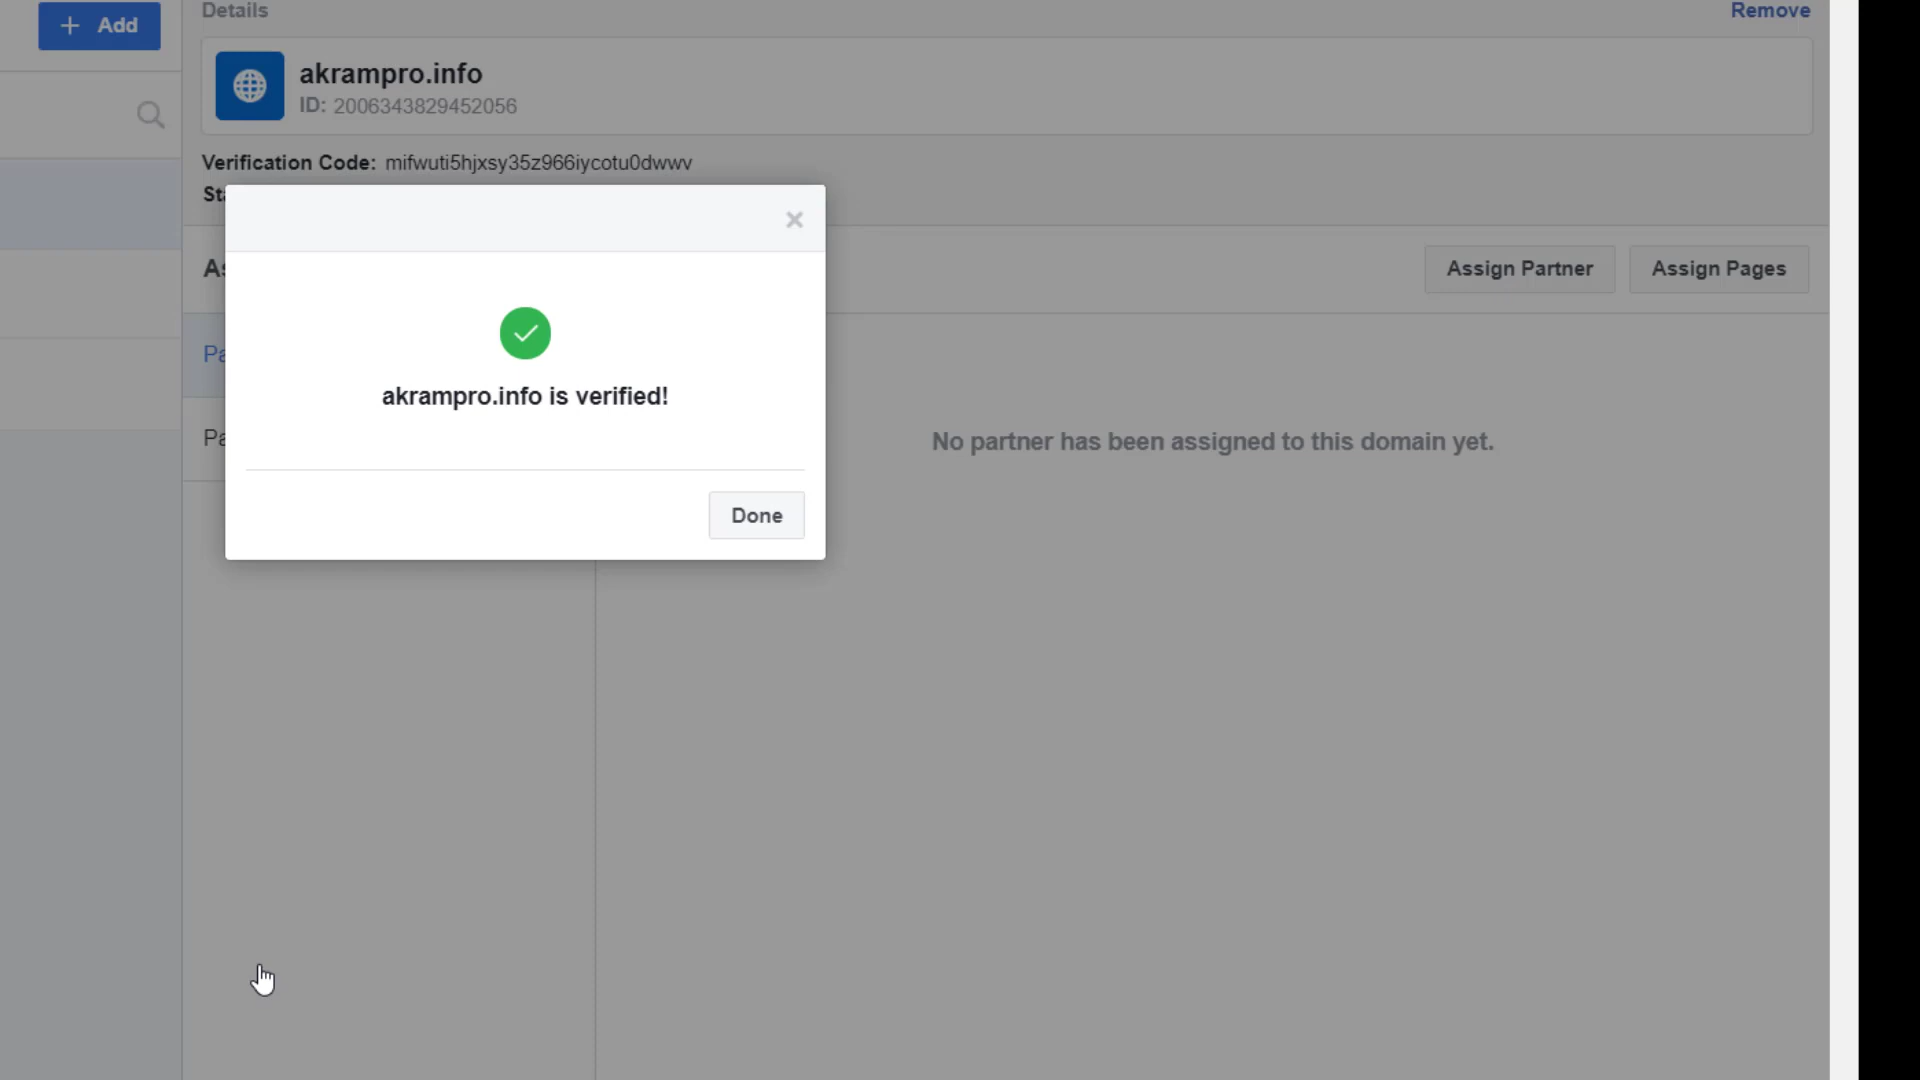 + Add
Details
Remove
akrampro.info
ID: 2006343829452056
Verification Code: mifwuti5hjxsy35z966iycotu0dwwv
Assign Partner
Assign Pages
akrampro.info is verified!
No partner has been assigned to this domain yet.
Done